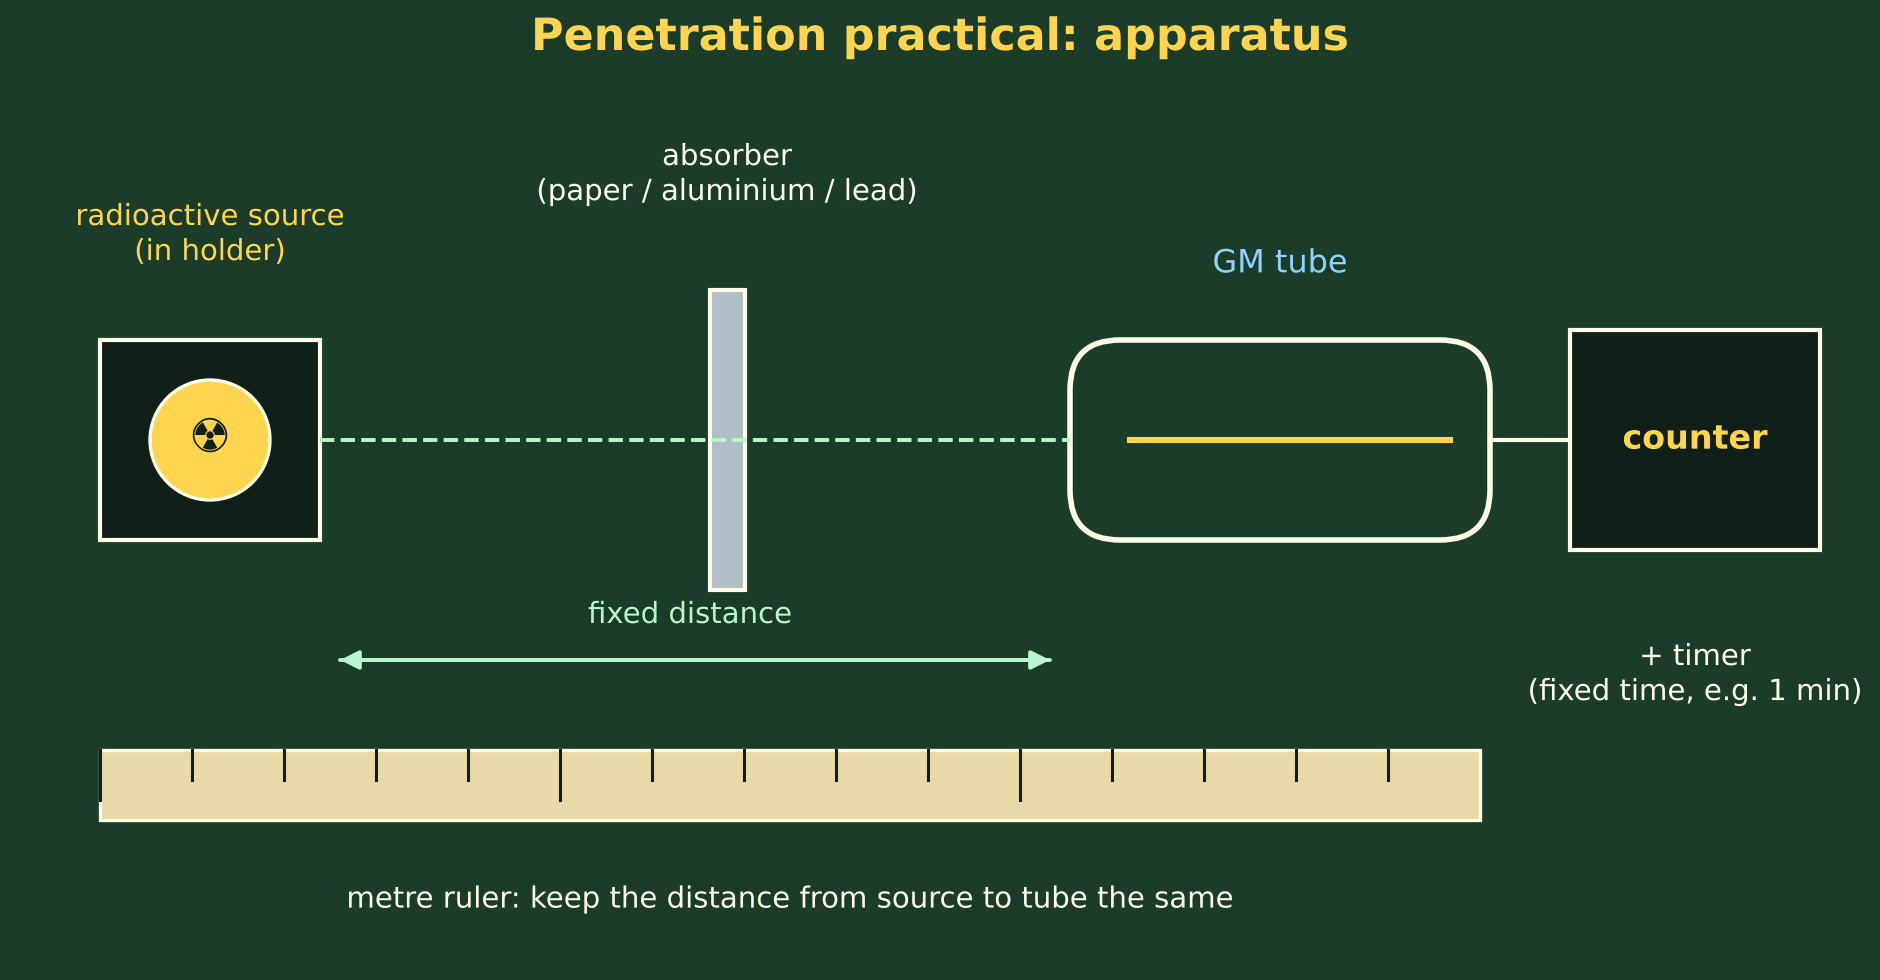 Penetration practical: apparatus
absorber
(paper / aluminium / lead)
radioactive source
(in holder)
GM tube
☢
counter
fixed distance
+ timer
(fixed time, e.g. 1 min)
metre ruler: keep the distance from source to tube the same